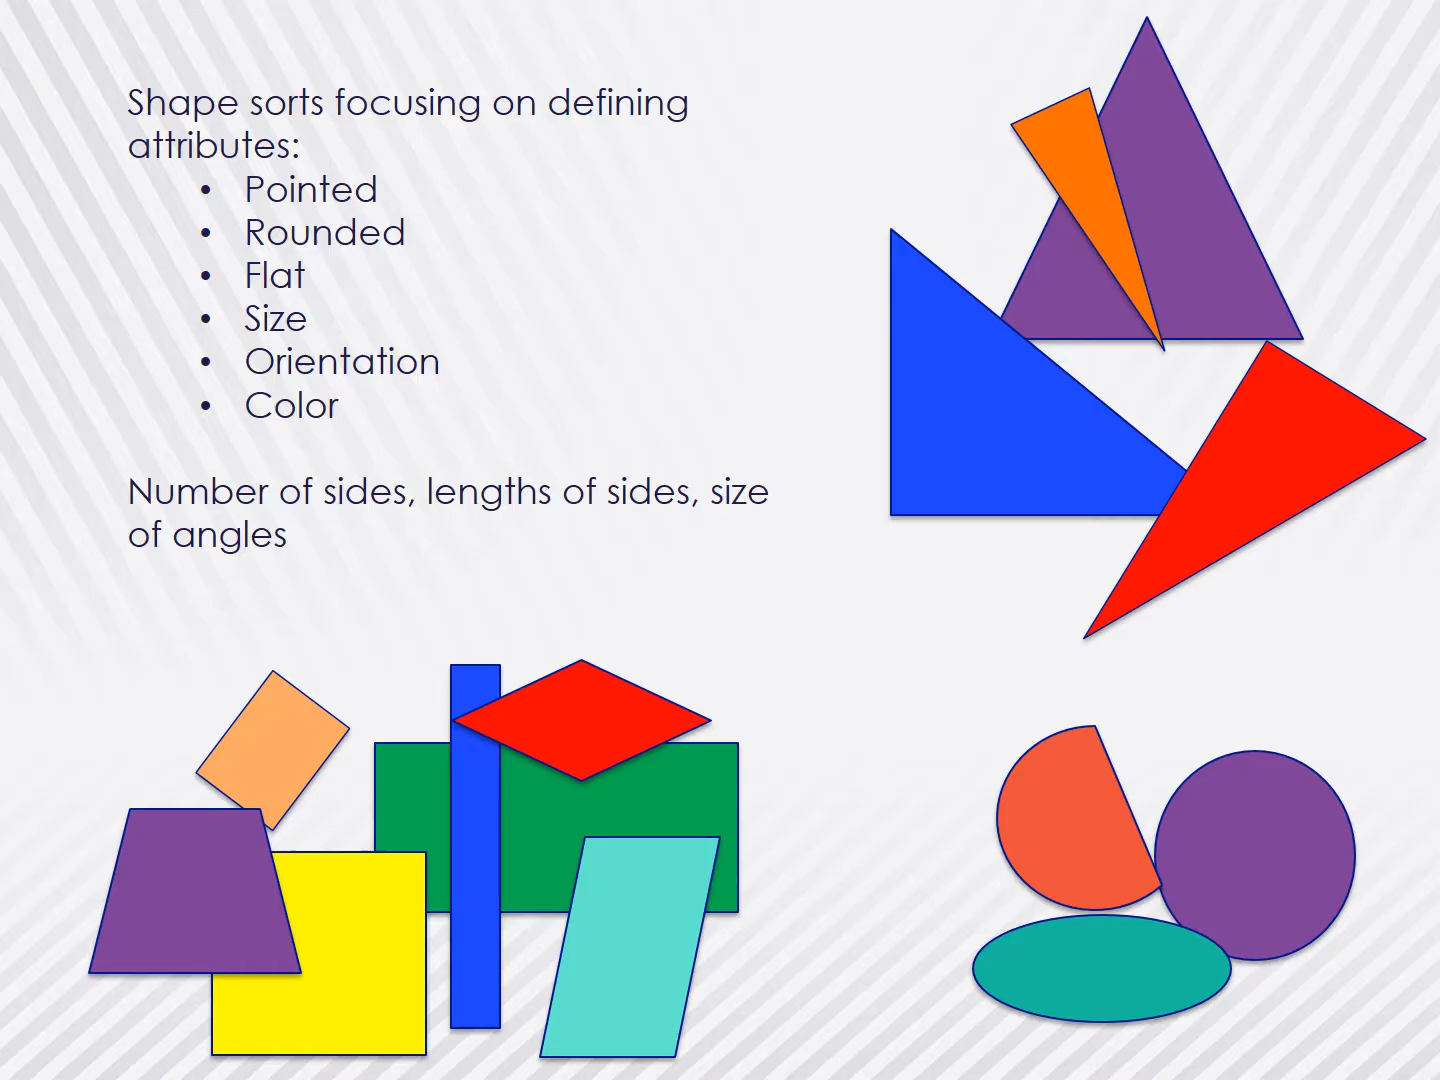 Shape sorts focusing on defining
attributes:
• Pointed
• Rounded
• Flat
• Size
• Orientation
• Color
Number of sides, lengths of sides, size
of angles